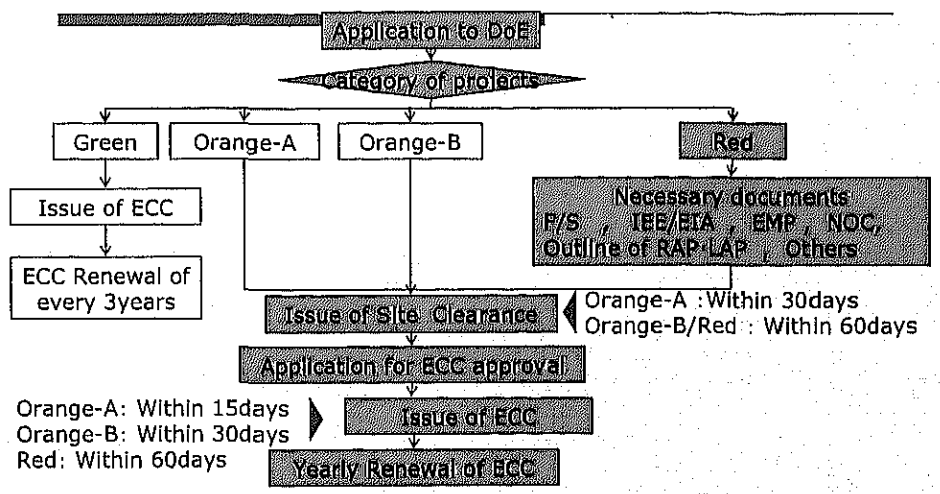 Application to DoE
Category of projects
Green
Orange-A
Orange-B
Red
Issue of ECC
Necessary documents
F/S , IEE/EIA , EMP , NOC,
Outline of RAP·LAP , Others
ECC Renewal of
every 3years
Issue of Site Clearance
Orange-A :Within 30days
Orange-B/Red : Within 60days
Application for ECC approval
Orange-A: Within 15days
Orange-B: Within 30days
Red: Within 60days
Issue of ECC
Yearly Renewal of ECC